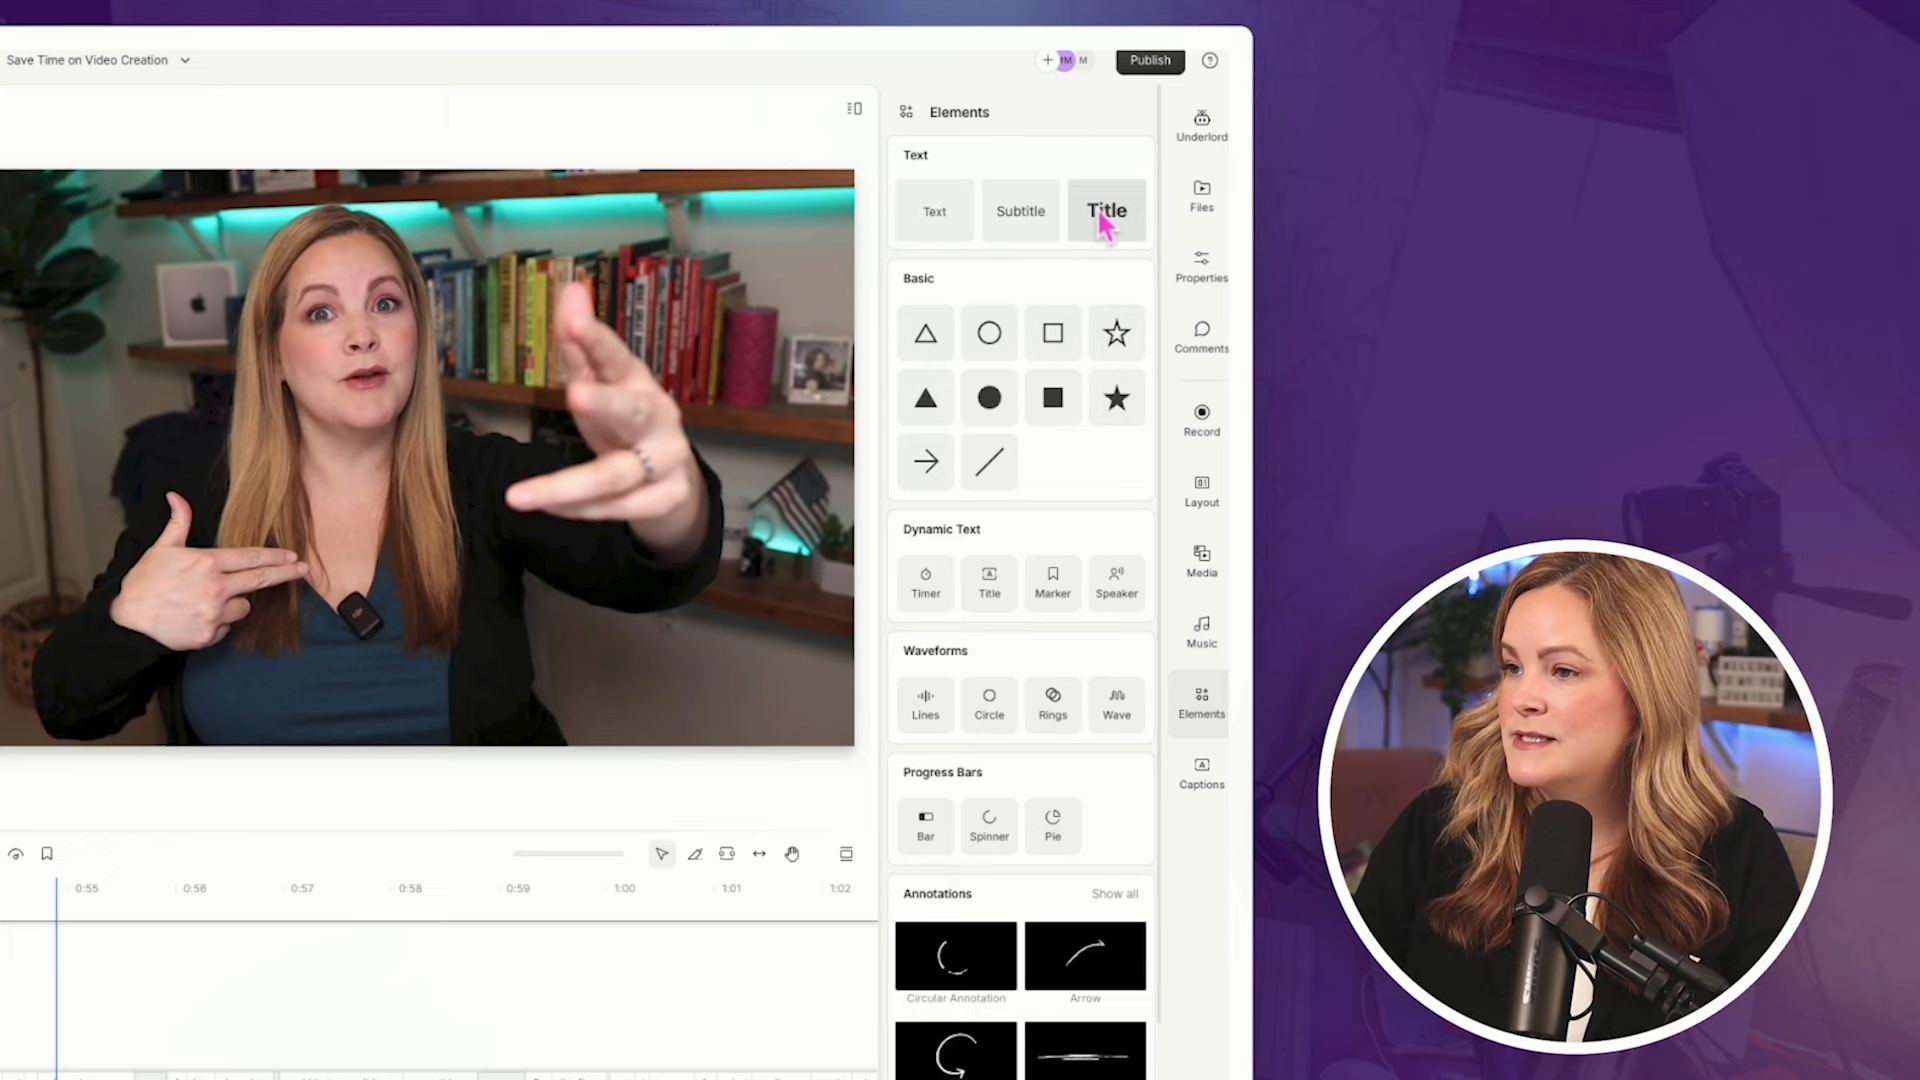 Save Time on Video Creation
+ M M
Publish
?
Elements
Text
Text Subtitle Title
Basic
Dynamic Text
Timer Title Marker Speaker
Waveforms
Lines Circle Rings Wave
Progress Bars
Bar Spinner Pie
Annotations Show all
Circular Annotation Arrow
Underlord
Files
Properties
Comments
Record
Layout
Media
Music
Elements
Captions
0:55 0:56 0:57 0:58 0:59 1:00 1:01 1:02
WELCOME